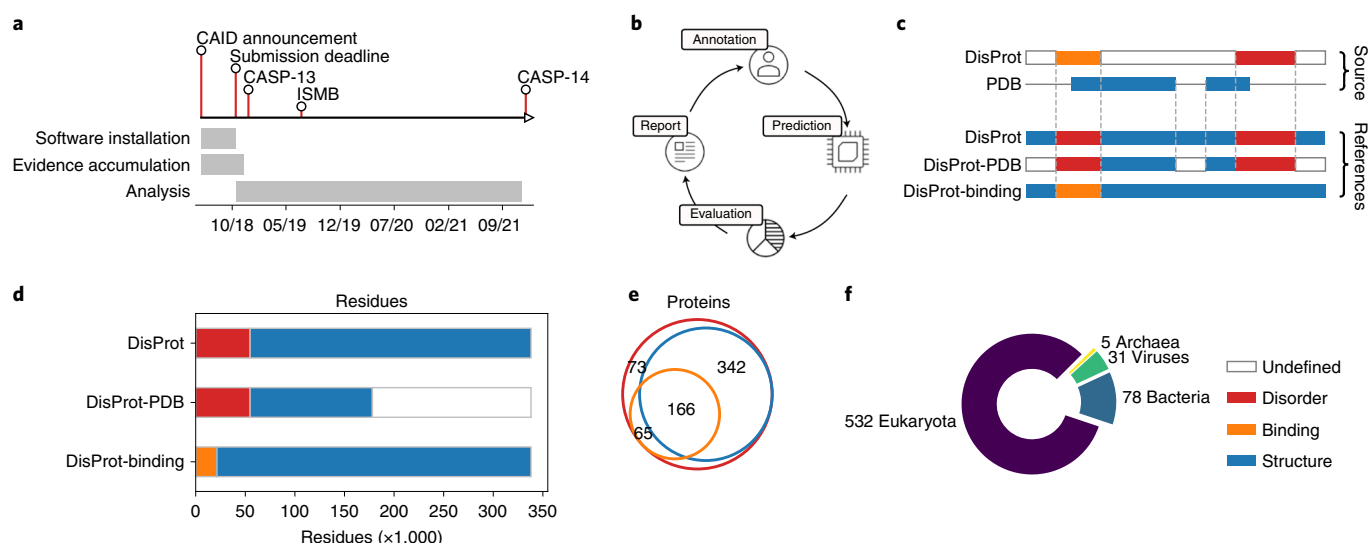 a
CAID announcement
Submission deadline
CASP-13
CASP-14
ISMB
Software installation
Evidence accumulation
Analysis
10/18 05/19 12/19 07/20 02/21 09/21
b
Annotation
Report
Prediction
Evaluation
c
DisProt
PDB
Source
DisProt
DisProt-PDB
DisProt-binding
References
d
Residues
DisProt
DisProt-PDB
DisProt-binding
0 50 100 150 200 250 300 350
Residues (×1,000)
e
Proteins
73
342
166
65
f
5 Archaea
31 Viruses
78 Bacteria
532 Eukaryota
Undefined
Disorder
Binding
Structure